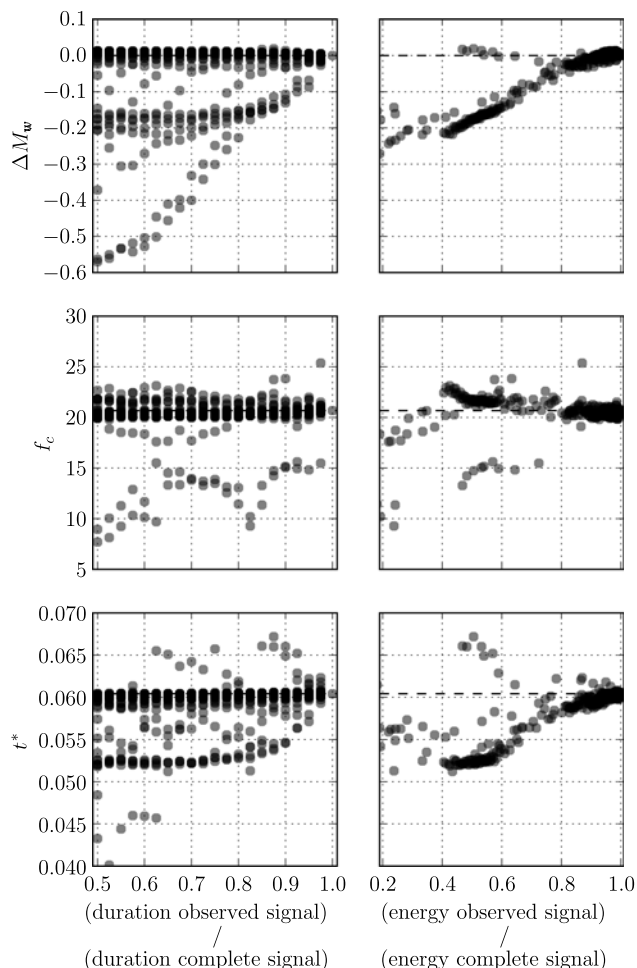 0.1
0.0
−0.1
−0.2
−0.3
−0.4
−0.5
−0.6
ΔM_w
30
25
20
15
10
5
f_c
0.070
0.065
0.060
0.055
0.050
0.045
0.040
t*
0.5 0.6 0.7 0.8 0.9 1.0
0.2 0.4 0.6 0.8 1.0
(duration observed signal)
/
(duration complete signal)
(energy observed signal)
/
(energy complete signal)